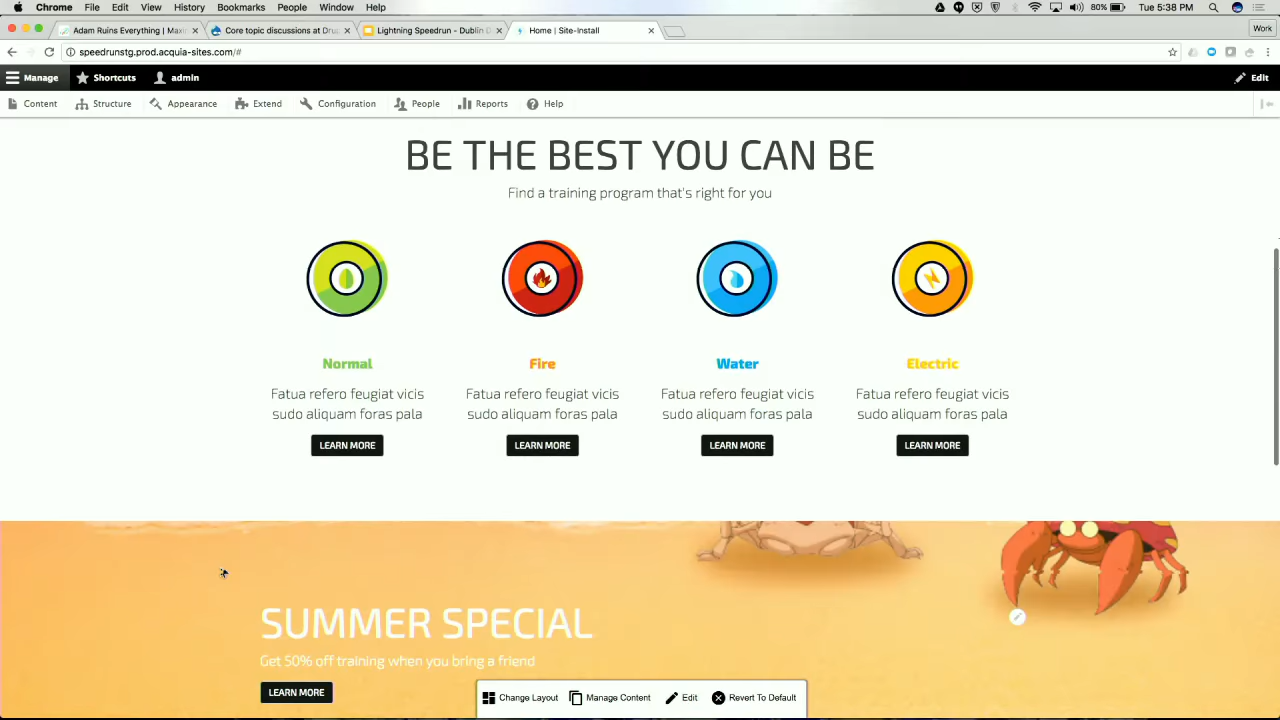 Chrome File Edit View History Bookmarks People Window Help 80% Tue 5:38 PM
Adam Ruins Everything | Maxi Core topic discussions at Dru Lightning Speedrun - Dublin D Home | Site-Install Work
speedrunstg.prod.acquia-sites.com/#
Manage Shortcuts admin Edit
Content Structure Appearance Extend Configuration People Reports Help
BE THE BEST YOU CAN BE
Find a training program that's right for you
Normal Fire Water Electric
Fatua refero feugiat vicis Fatua refero feugiat vicis Fatua refero feugiat vicis Fatua refero feugiat vicis
sudo aliquam foras pala sudo aliquam foras pala sudo aliquam foras pala sudo aliquam foras pala
LEARN MORE LEARN MORE LEARN MORE LEARN MORE
SUMMER SPECIAL
Get 50% off training when you bring a friend
LEARN MORE
Change Layout Manage Content Edit Revert To Default